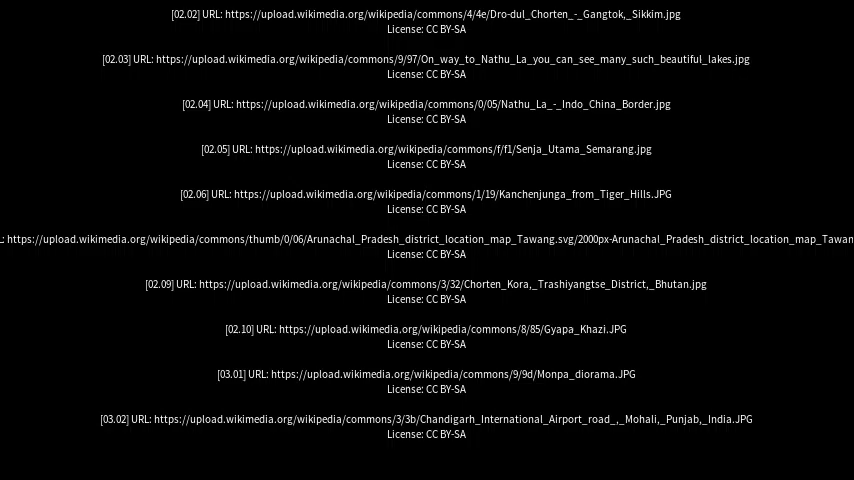 [02.02] URL: https://upload.wikimedia.org/wikipedia/commons/4/4e/Dro-dul_Chorten_-_Gangtok,_Sikkim.jpg
License: CC BY-SA
[02.03] URL: https://upload.wikimedia.org/wikipedia/commons/9/97/On_way_to_Nathu_La_you_can_see_many_such_beautiful_lakes.jpg
License: CC BY-SA
[02.04] URL: https://upload.wikimedia.org/wikipedia/commons/0/05/Nathu_La_-_Indo_China_Border.jpg
License: CC BY-SA
[02.05] URL: https://upload.wikimedia.org/wikipedia/commons/f/f1/Senja_Utama_Semarang.jpg
License: CC BY-SA
[02.06] URL: https://upload.wikimedia.org/wikipedia/commons/1/19/Kanchenjunga_from_Tiger_Hills.JPG
License: CC BY-SA
L: https://upload.wikimedia.org/wikipedia/commons/thumb/0/06/Arunachal_Pradesh_district_location_map_Tawang.svg/2000px-Arunachal_Pradesh_district_location_map_Tawan
License: CC BY-SA
[02.09] URL: https://upload.wikimedia.org/wikipedia/commons/3/32/Chorten_Kora,_Trashiyangtse_District,_Bhutan.jpg
License: CC BY-SA
[02.10] URL: https://upload.wikimedia.org/wikipedia/commons/8/85/Gyapa_Khazi.JPG
License: CC BY-SA
[03.01] URL: https://upload.wikimedia.org/wikipedia/commons/9/9d/Monpa_diorama.JPG
License: CC BY-SA
[03.02] URL: https://upload.wikimedia.org/wikipedia/commons/3/3b/Chandigarh_International_Airport_road_,_Mohali,_Punjab,_India.JPG
License: CC BY-SA